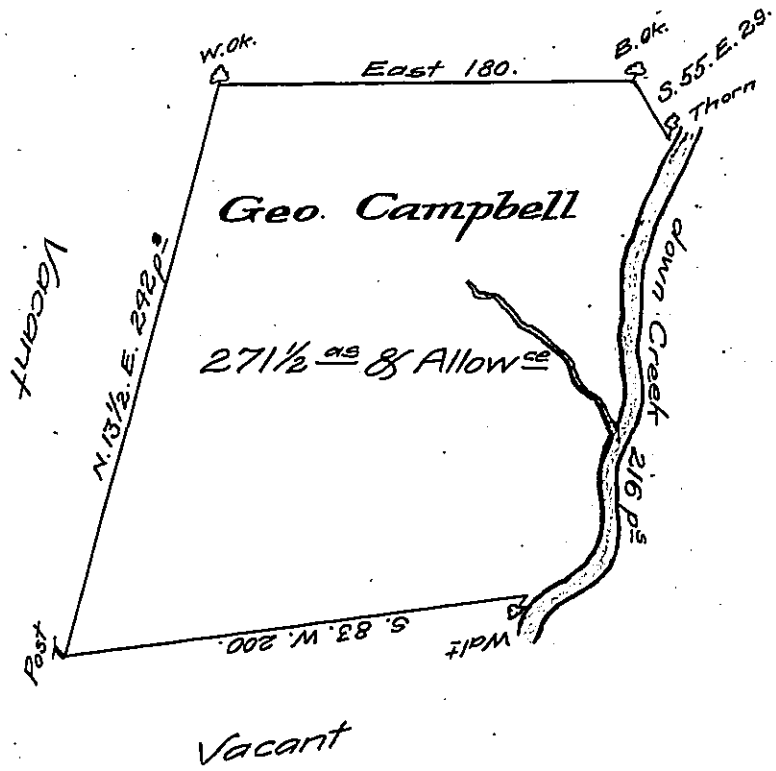 W.Ok.
East 180.
B.Ok.
S.55.E.29.
Thorn
Geo. Campbell
down Creek 216 pˢ
N.13½.E. 242 pˢ
Vacant
271½ ᵃˢ & Allowᶜᵉ
S. 83. W. 200.
Walt
Post
Vacant